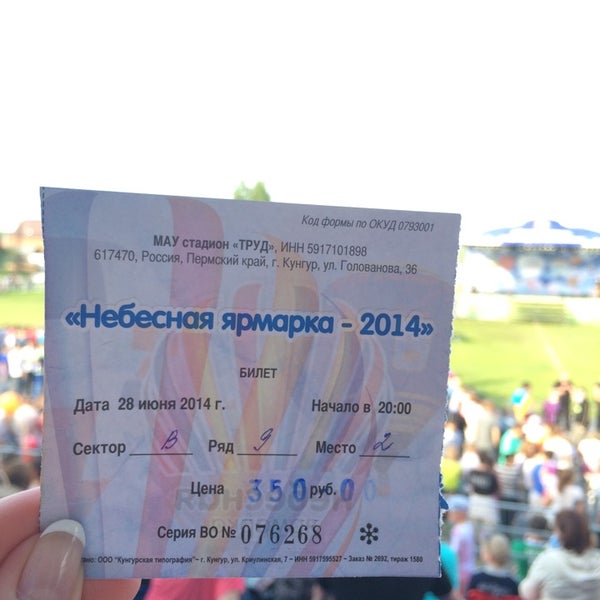 Код формы по ОКУД 0793001
МАУ стадион «ТРУД», ИНН 5917101898
617470, Россия, Пермский край, г. Кунгур, ул. Голованова, 36
«Небесная ярмарка - 2014»
БИЛЕТ
Дата 28 июня 2014 г. Начало в 20:00
Сектор В Ряд 9 Место 2
Цена 350 руб. 00
Серия ВО № 076268 ✻
ООО "Кунгурская типография" - г. Кунгур, ул. Криулинская, 7 – ИНН 5917595527 – Заказ № 2692, тираж 1580